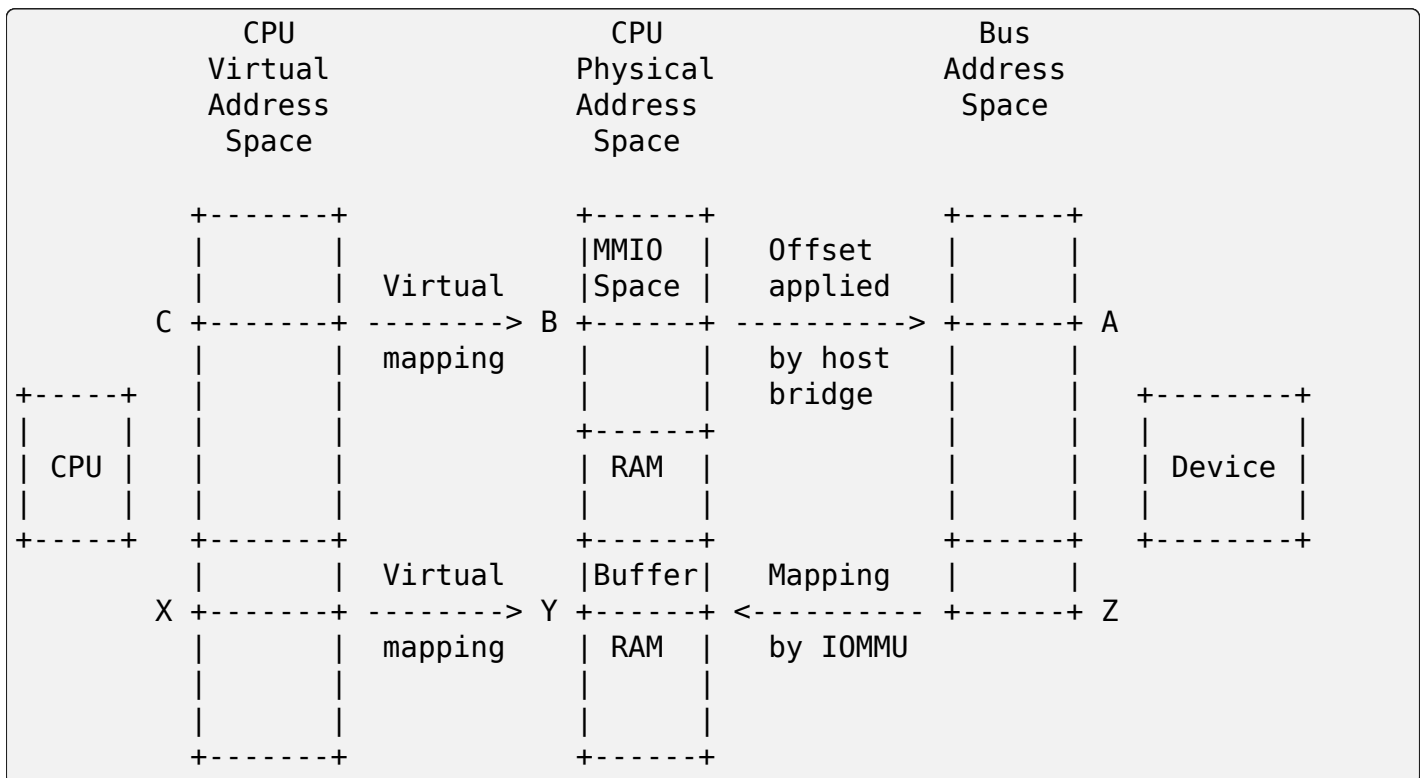 CPU                  CPU                  Bus
             Virtual              Physical             Address
             Address              Address               Space
              Space                Space

            +-------+             +------+             +------+
            |       |             |MMIO  |   Offset    |      |
            |       |  Virtual    |Space |   applied   |      |
          C +-------+ --------> B +------+ ----------> +------+ A
            |       |  mapping    |      |   by host   |      |
  +-----+   |       |             |      |   bridge    |      |   +--------+
  |     |   |       |             +------+             |      |   |        |
  | CPU |   |       |             | RAM  |             |      |   | Device |
  |     |   |       |             |      |             |      |   |        |
  +-----+   +-------+             +------+             +------+   +--------+
            |       |  Virtual    |Buffer|   Mapping   |      |
          X +-------+ --------> Y +------+ <---------- +------+ Z
            |       |  mapping    | RAM  |   by IOMMU
            |       |             |      |
            |       |             |      |
            +-------+             +------+